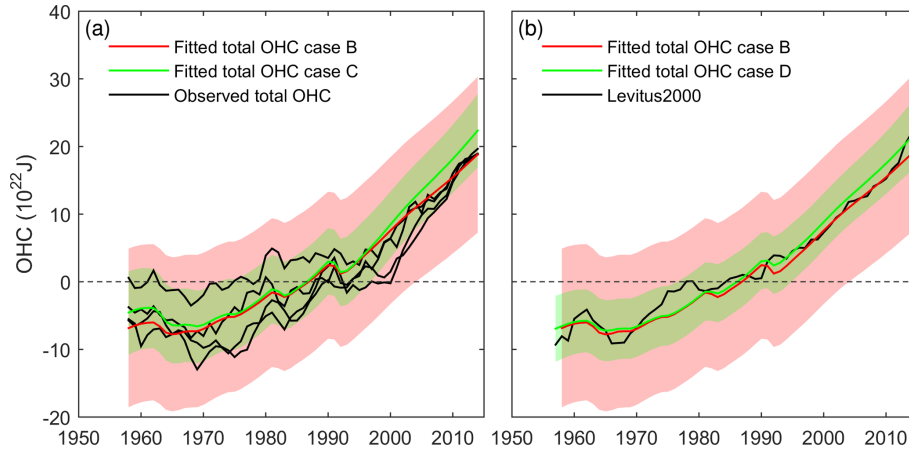 (a)
Fitted total OHC case B
Fitted total OHC case C
Observed total OHC
OHC (10²²J)
40
30
20
10
0
-10
-20
1950 1960 1970 1980 1990 2000 2010
(b)
Fitted total OHC case B
Fitted total OHC case D
Levitus2000
1950 1960 1970 1980 1990 2000 2010